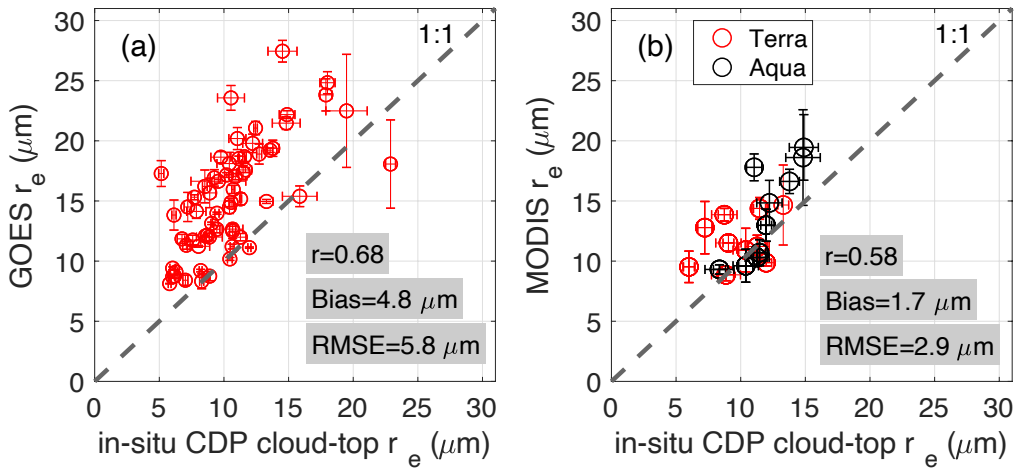 (a)
1:1
GOES r_e (μm)
30
25
20
15
10
5
0
r=0.68
Bias=4.8 μm
RMSE=5.8 μm
0 5 10 15 20 25 30
in-situ CDP cloud-top r_e (μm)
(b)
Terra
Aqua
1:1
MODIS r_e (μm)
30
25
20
15
10
5
0
r=0.58
Bias=1.7 μm
RMSE=2.9 μm
0 5 10 15 20 25 30
in-situ CDP cloud-top r_e (μm)